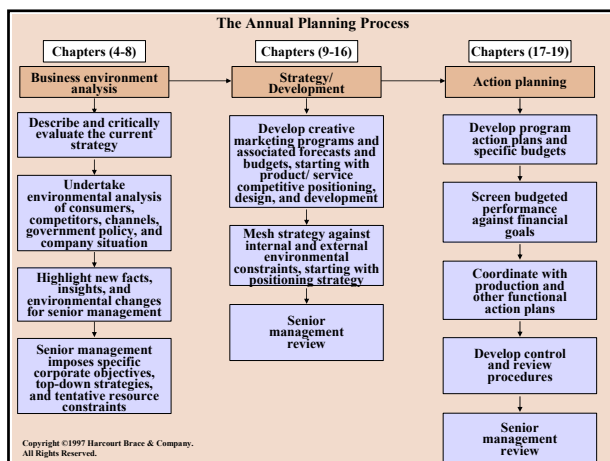 The Annual Planning Process
Chapters (4-8)
Business environment
analysis
Describe and critically
evaluate the current
strategy
Undertake
environmental analysis
of consumers,
competitors, channels,
government policy, and
company situation
Highlight new facts,
insights, and
environmental changes
for senior management
Senior management
imposes specific
corporate objectives,
top-down strategies,
and tentative resource
constraints
Chapters (9-16)
Strategy/
Development
Develop creative
marketing programs and
associated forecasts and
budgets, starting with
product/ service
competitive positioning,
design, and development
Mesh strategy against
internal and external
environmental
constraints, starting with
positioning strategy
Senior
management
review
Chapters (17-19)
Action planning
Develop program
action plans and
specific budgets
Screen budgeted
performance
against financial
goals
Coordinate with
production and
other functional
action plans
Develop control
and review
procedures
Senior
management
review
Copyright ©1997 Harcourt Brace & Company.
All Rights Reserved.